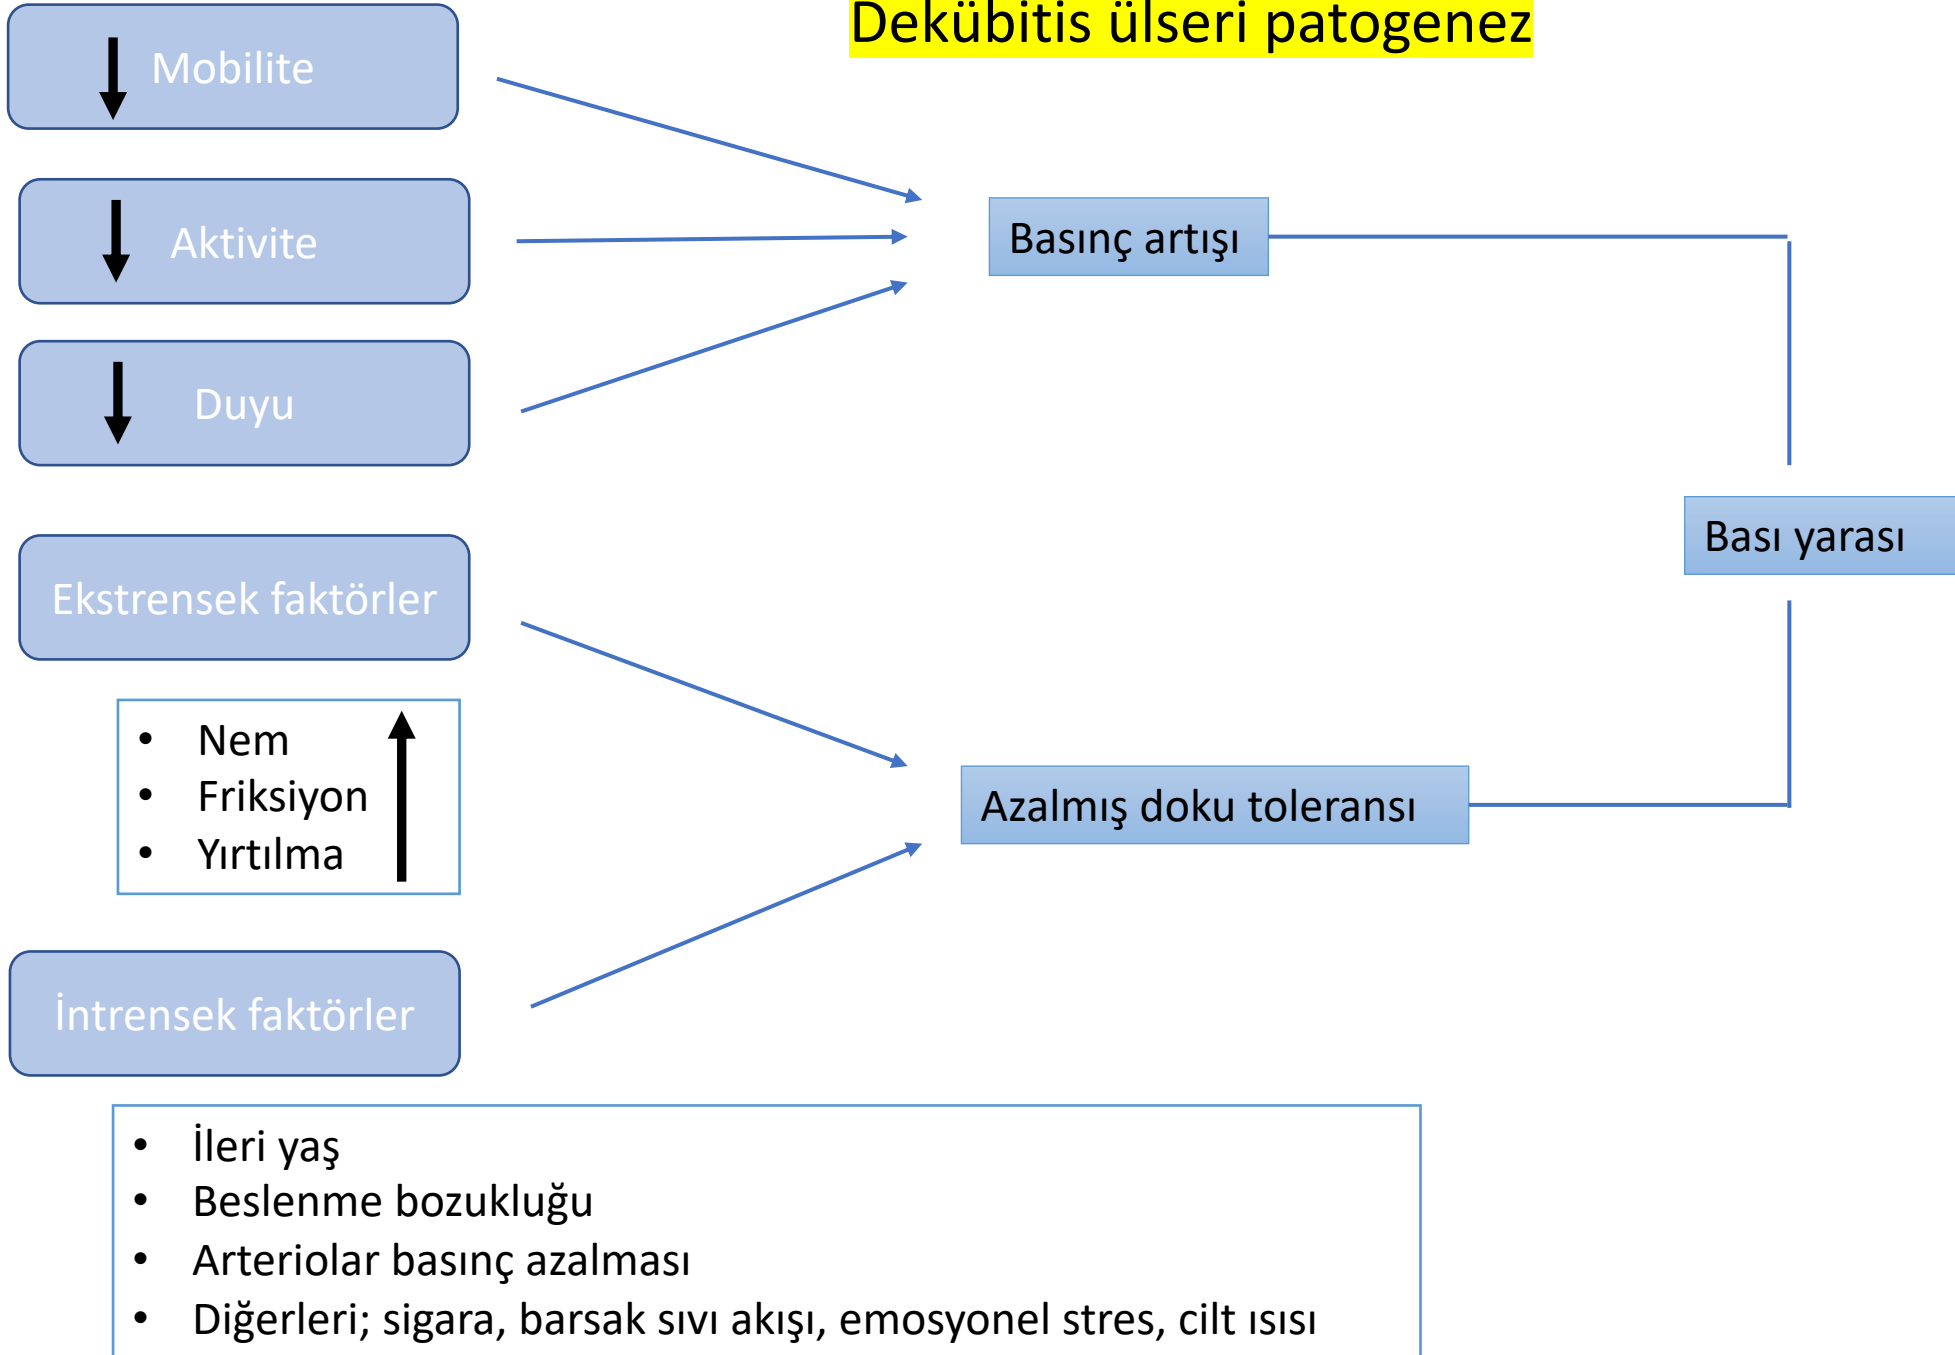 Dekübitis ülseri patogenez
Mobilite
Aktivite
Duyu
Basınç artışı
Bası yarası
Ekstrensek faktörler
• Nem
• Friksiyon
• Yırtılma
Azalmış doku toleransı
İntrensek faktörler
• İleri yaş
• Beslenme bozukluğu
• Arteriolar basınç azalması
• Diğerleri; sigara, barsak sıvı akışı, emosyonel stres, cilt ısısı